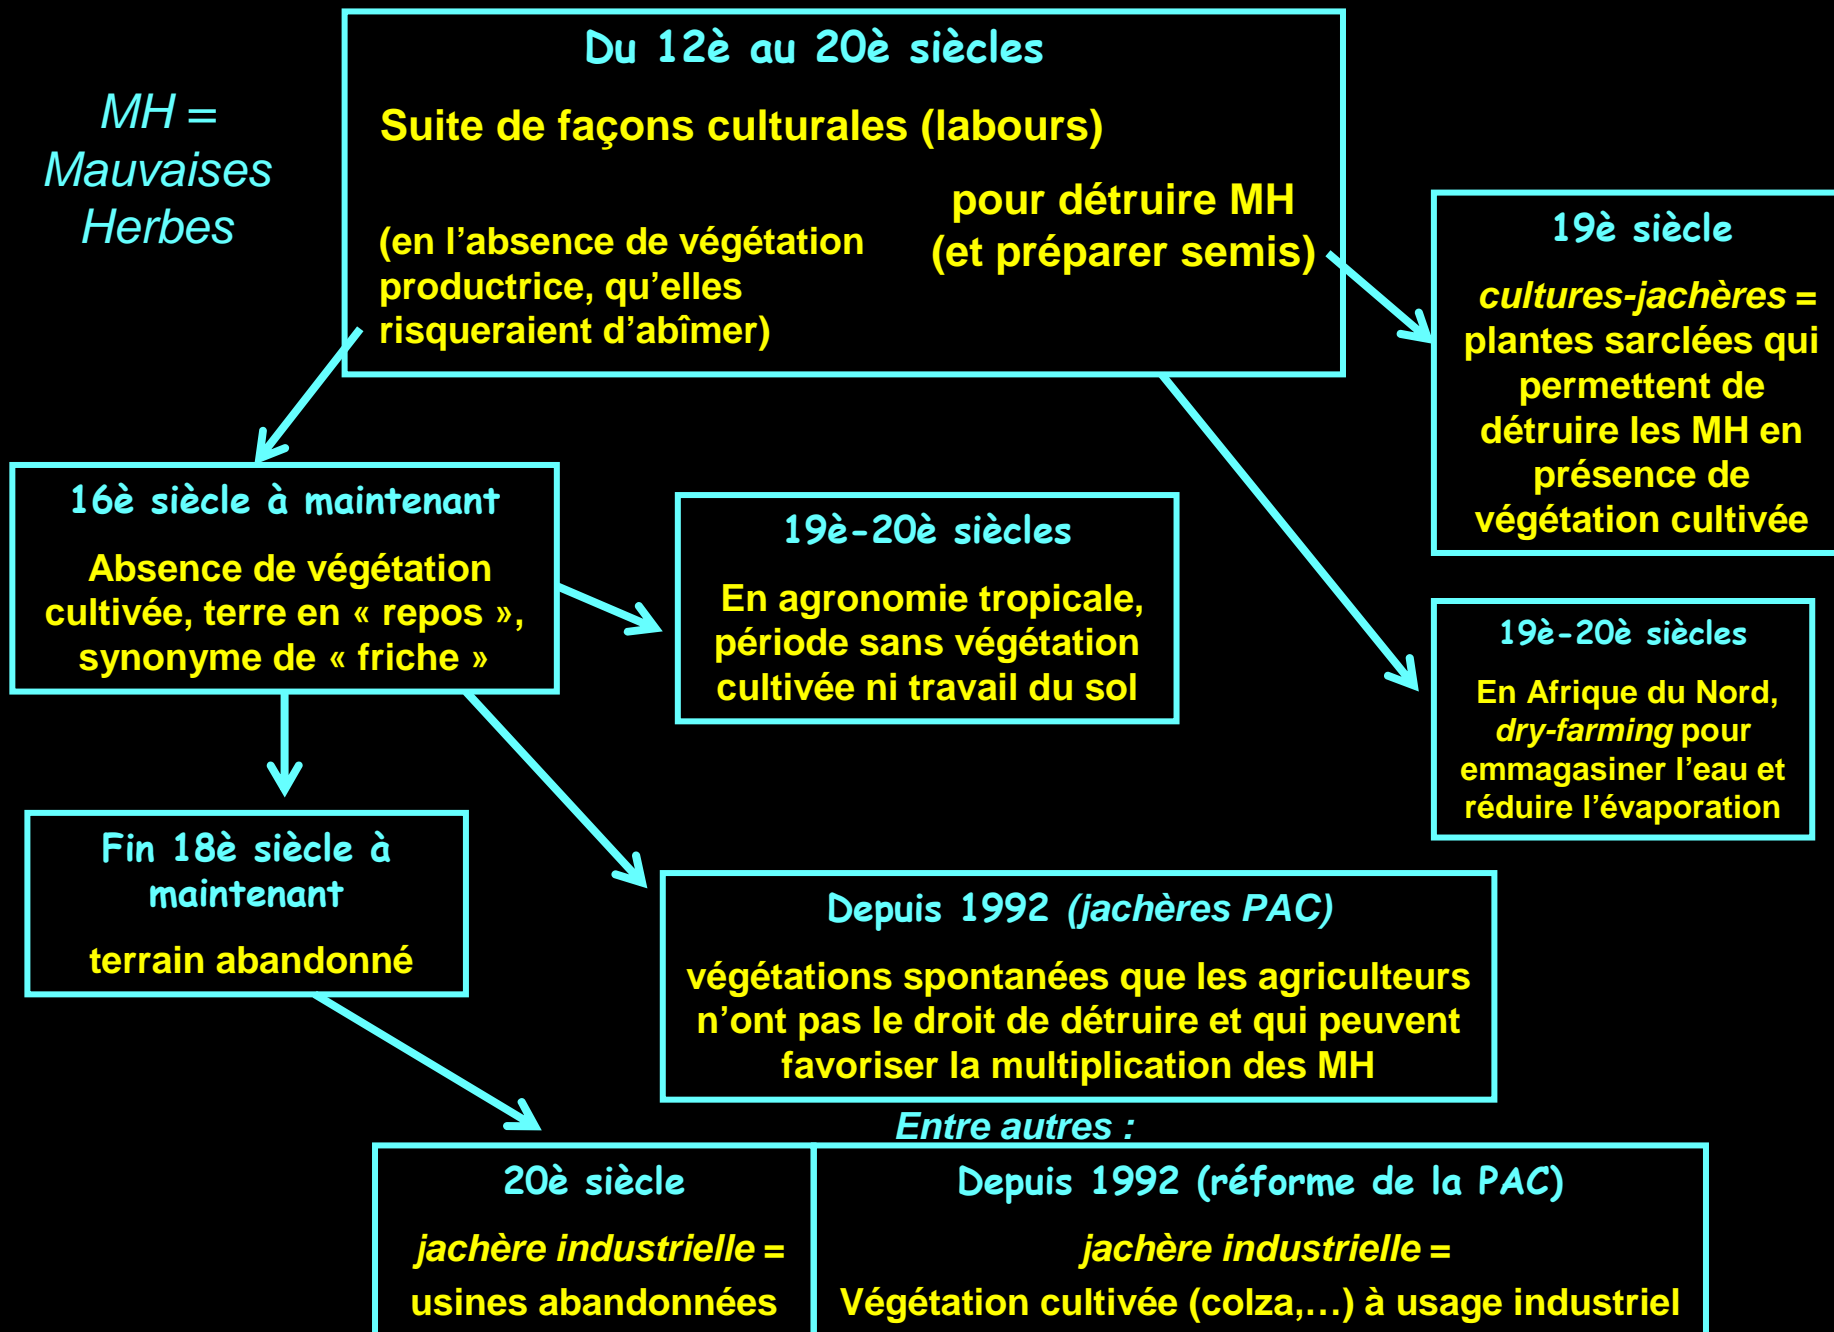 MH =
Mauvaises
Herbes
Du 12è au 20è siècles
Suite de façons culturales (labours)
pour détruire MH
(et préparer semis)
(en l’absence de végétation
productrice, qu’elles
risqueraient d’abîmer)
19è siècle
cultures-jachères =
plantes sarclées qui
permettent de
détruire les MH en
présence de
végétation cultivée
16è siècle à maintenant
Absence de végétation
cultivée, terre en « repos »,
synonyme de « friche »
19è-20è siècles
En agronomie tropicale,
période sans végétation
cultivée ni travail du sol
19è-20è siècles
En Afrique du Nord,
dry-farming pour
emmagasiner l’eau et
réduire l’évaporation
Fin 18è siècle à
maintenant
terrain abandonné
Depuis 1992 (jachères PAC)
végétations spontanées que les agriculteurs
n’ont pas le droit de détruire et qui peuvent
favoriser la multiplication des MH
Entre autres :
20è siècle
jachère industrielle =
usines abandonnées
Depuis 1992 (réforme de la PAC)
jachère industrielle =
Végétation cultivée (colza,…) à usage industriel